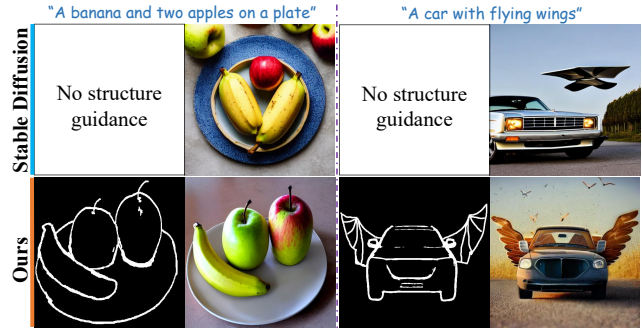 "A banana and two apples on a plate"
"A car with flying wings"
Stable Diffusion
No structure
guidance
No structure
guidance
Ours